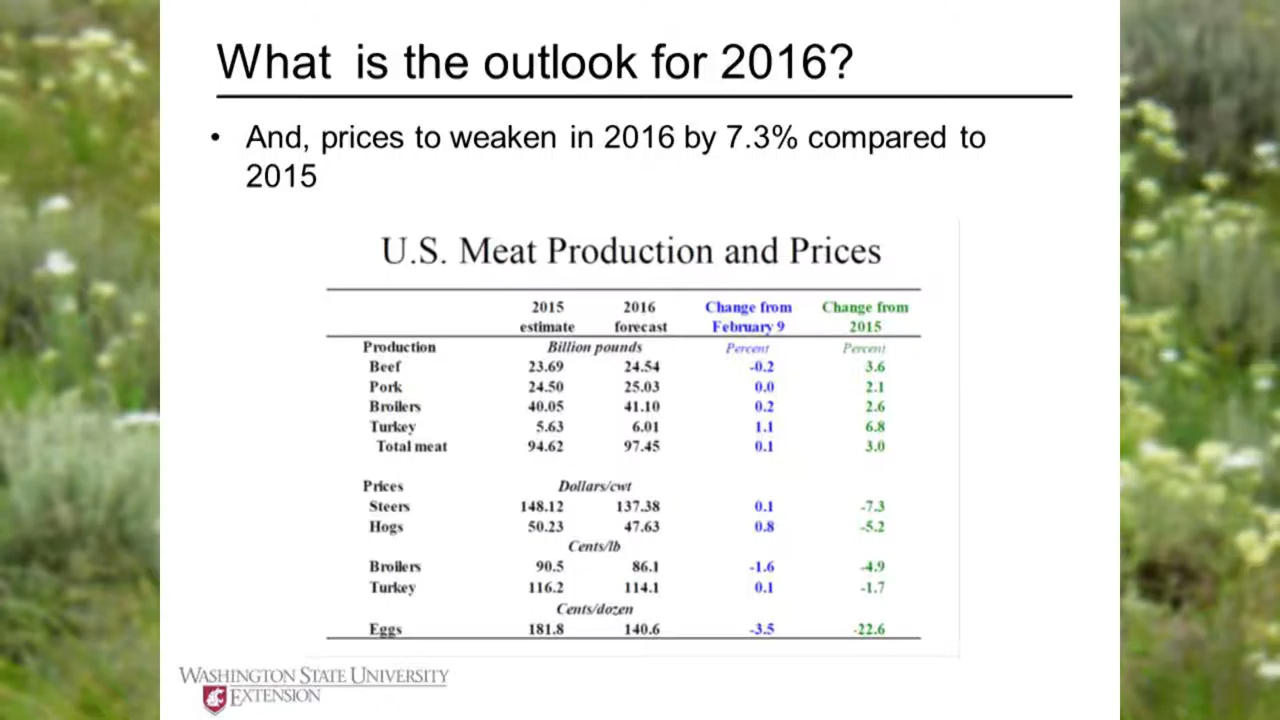 What is the outlook for 2016?
• And, prices to weaken in 2016 by 7.3% compared to
2015
U.S. Meat Production and Prices
2015 2016 Change from Change from
estimate forecast February 9 2015
Production Billion pounds Percent Percent
Beef 23.69 24.54 -0.2 3.6
Pork 24.50 25.03 0.0 2.1
Broilers 40.05 41.10 0.2 2.6
Turkey 5.63 6.01 1.1 6.8
Total meat 94.62 97.45 0.1 3.0
Prices Dollars/cwt
Steers 148.12 137.38 0.1 -7.3
Hogs 50.23 47.63 0.8 -5.2
Cents/lb
Broilers 90.5 86.1 -1.6 -4.9
Turkey 116.2 114.1 0.1 -1.7
Cents/dozen
Eggs 181.8 140.6 -3.5 -22.6
WASHINGTON STATE UNIVERSITY
EXTENSION